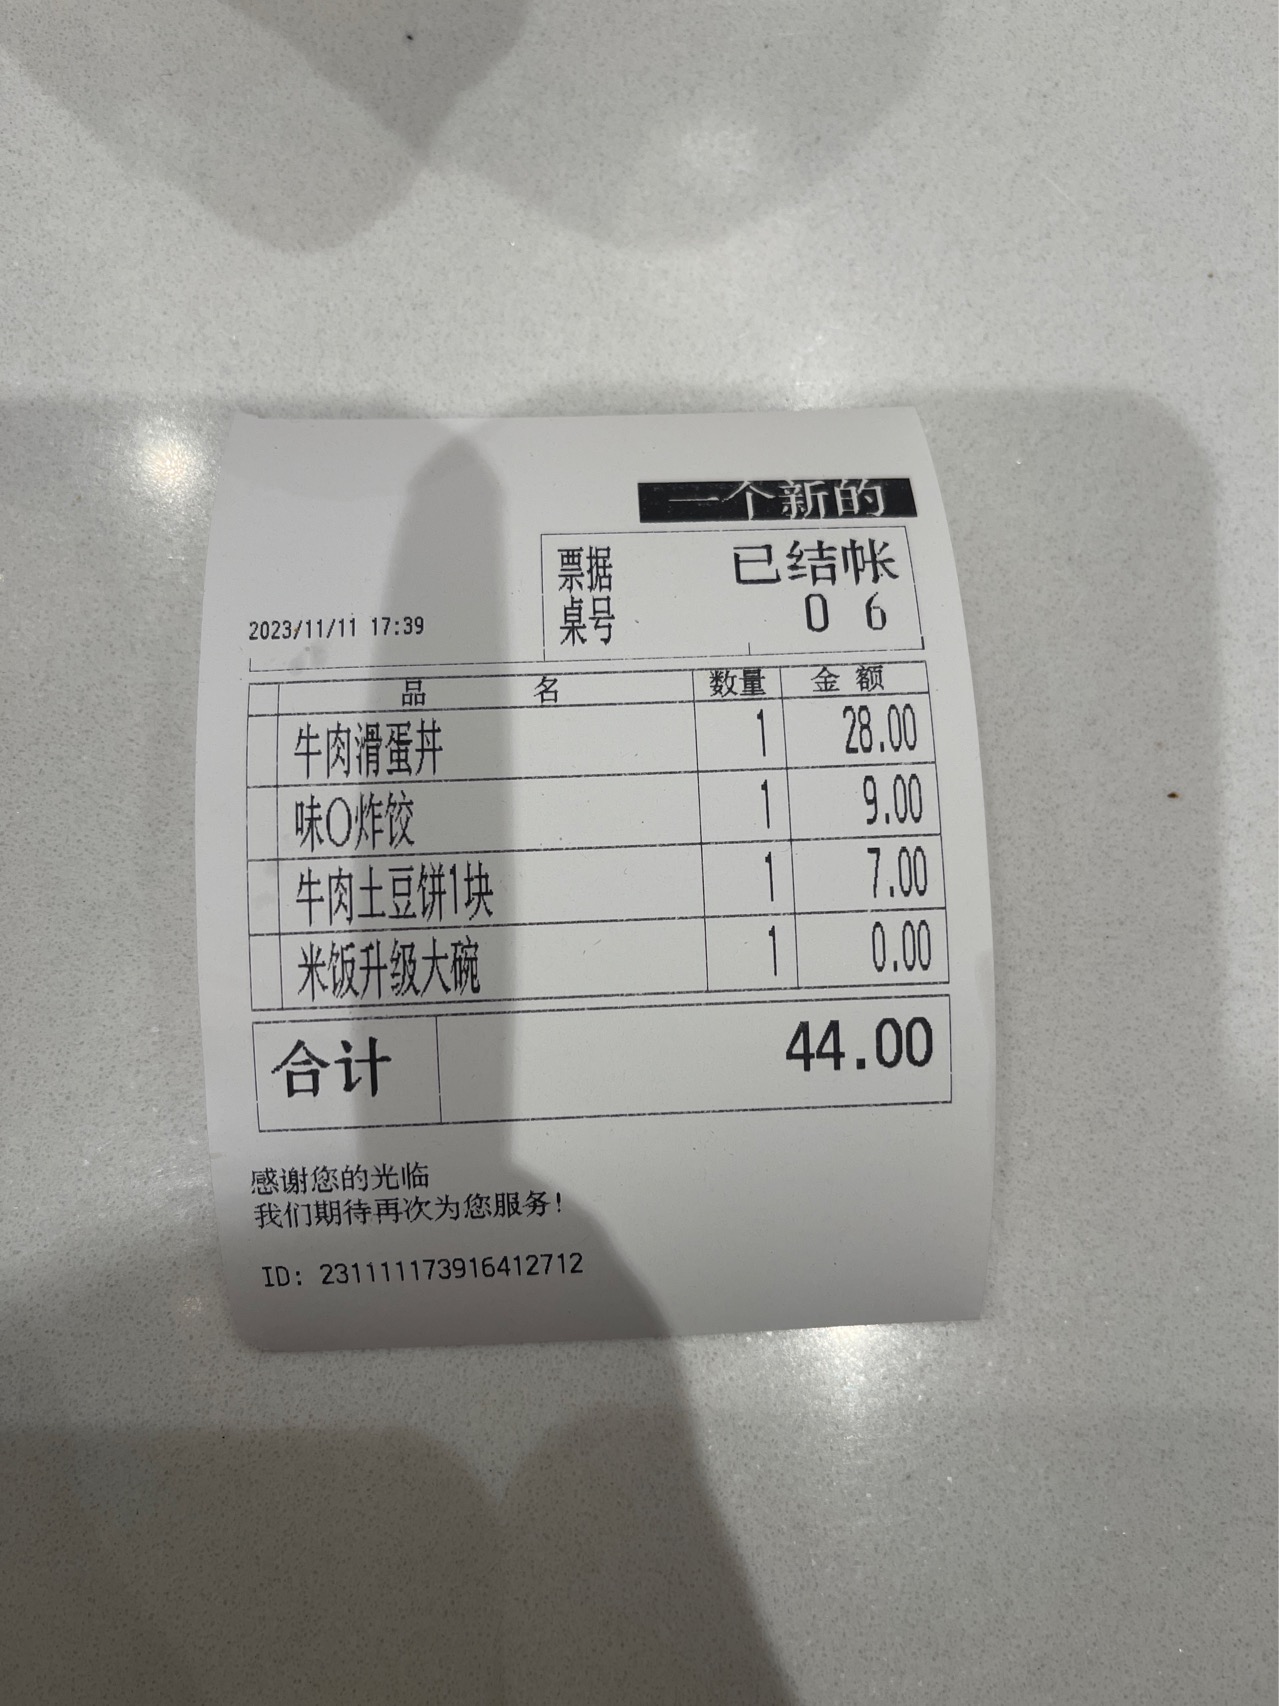 一个新的
票据 已结帐
桌号 06
2023/11/11 17:39
品名 数量 金额
牛肉滑蛋丼 1 28.00
味〇炸饺 1 9.00
牛肉土豆饼1块 1 7.00
米饭升级大碗 1 0.00
合计 44.00
感谢您的光临
我们期待再次为您服务!
ID: 231111173916412712